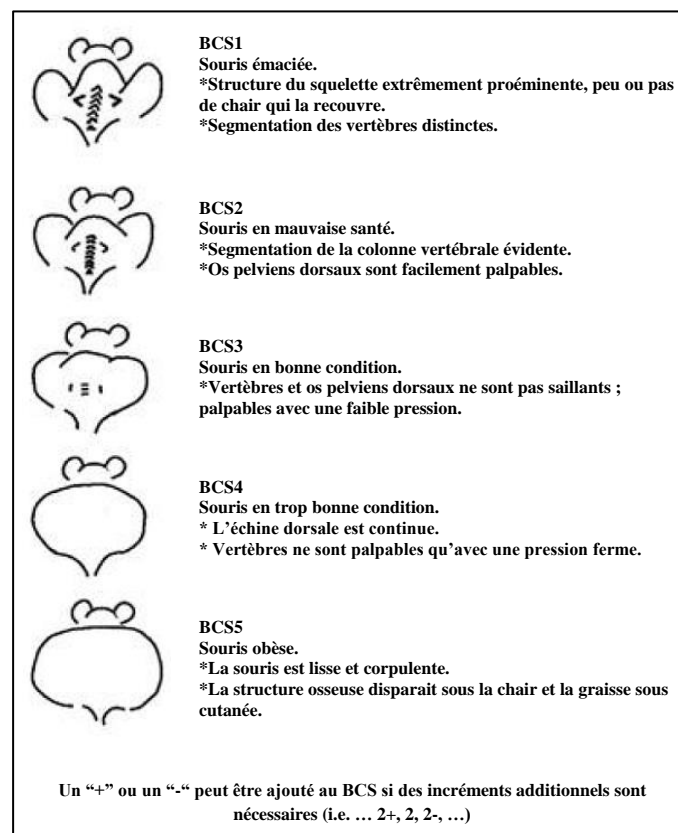 BCS1
Souris émaciée.
*Structure du squelette extrêmement proéminente, peu ou pas
de chair qui la recouvre.
*Segmentation des vertèbres distinctes.
BCS2
Souris en mauvaise santé.
*Segmentation de la colonne vertébrale évidente.
*Os pelviens dorsaux sont facilement palpables.
BCS3
Souris en bonne condition.
*Vertèbres et os pelviens dorsaux ne sont pas saillants ;
palpables avec une faible pression.
BCS4
Souris en trop bonne condition.
* L’échine dorsale est continue.
* Vertèbres ne sont palpables qu’avec une pression ferme.
BCS5
Souris obèse.
*La souris est lisse et corpulente.
*La structure osseuse disparait sous la chair et la graisse sous
cutanée.
Un “+” ou un “-“ peut être ajouté au BCS si des incréments additionnels sont
nécessaires (i.e. … 2+, 2, 2-, …)